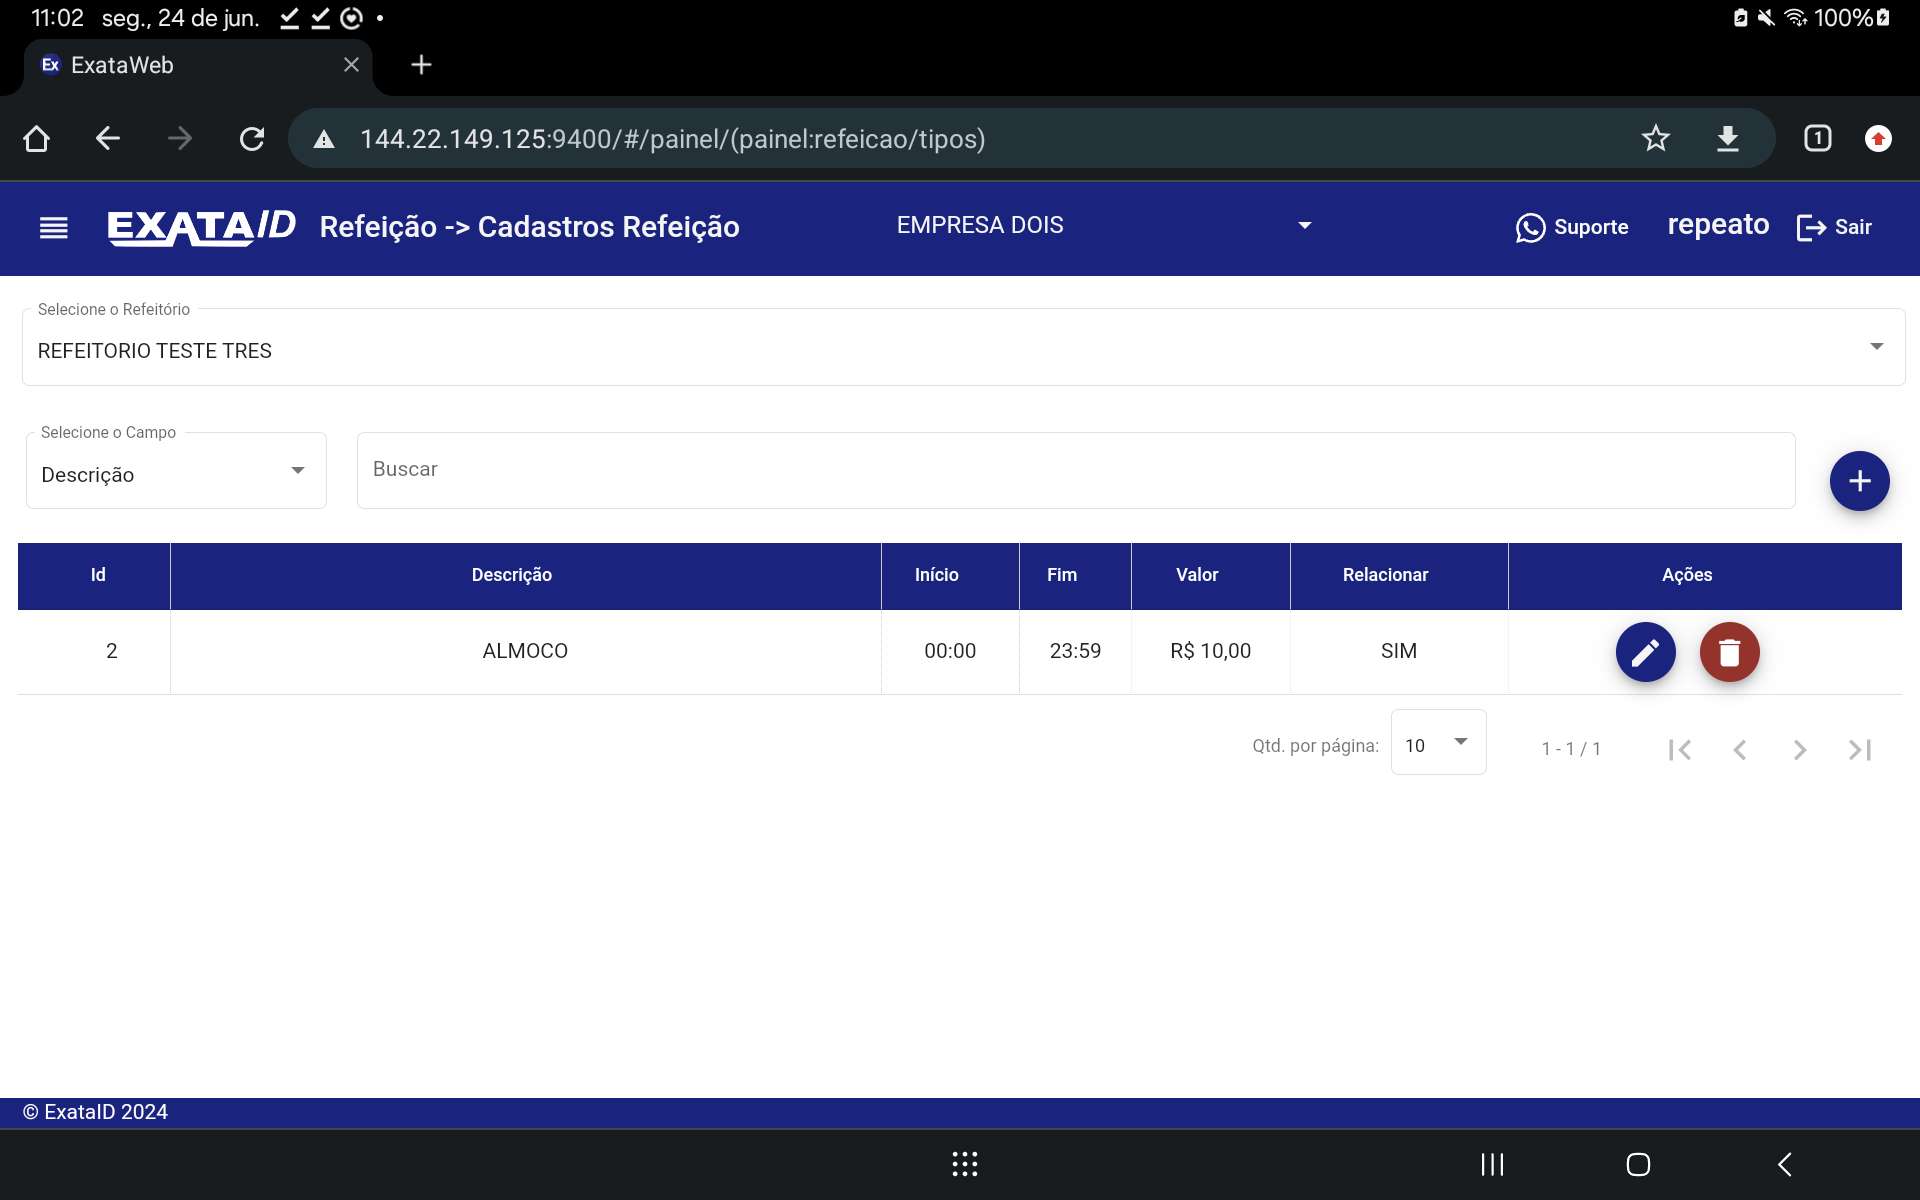 11:02 seg., 24 de jun. 100%
Ex ExataWeb
144.22.149.125:9400/#/painel/(painel:refeicao/tipos) 1
EXATAID Refeição -> Cadastros Refeição EMPRESA DOIS Suporte repeato Sair
Selecione o Refeitório
REFEITORIO TESTE TRES
Selecione o Campo
Descrição Buscar
Id Descrição Início Fim Valor Relacionar Ações
2 ALMOCO 00:00 23:59 R$ 10,00 SIM
Qtd. por página: 10 1 - 1 / 1
© ExataID 2024